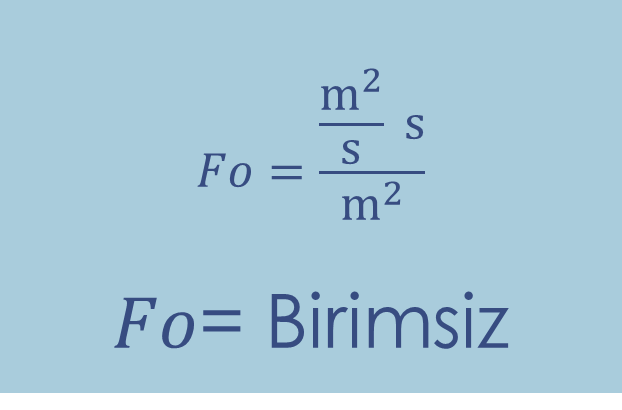 m²
s s
Fo =
m²
Fo= Birimsiz